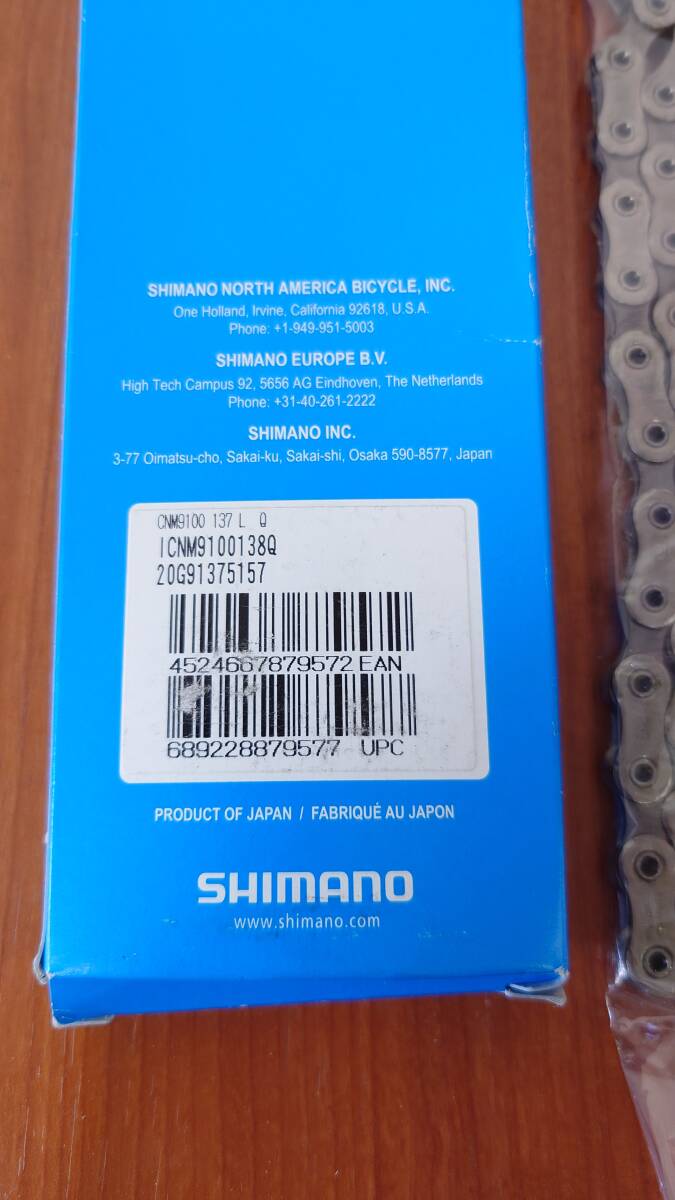 SHIMANO NORTH AMERICA BICYCLE, INC.
One Holland, Irvine, California 92618, U.S.A.
Phone: +1-949-951-5003
SHIMANO EUROPE B.V.
High Tech Campus 92, 5656 AG Eindhoven, The Netherlands
Phone: +31-40-261-2222
SHIMANO INC.
3-77 Oimatsu-cho, Sakai-ku, Sakai-shi, Osaka 590-8577, Japan
CNM9100 137 L Q
ICNM9100138Q
20G91375157
4524667879572 EAN
689228879577 UPC
PRODUCT OF JAPAN / FABRIQUÉ AU JAPON
SHIMANO
www.shimano.com